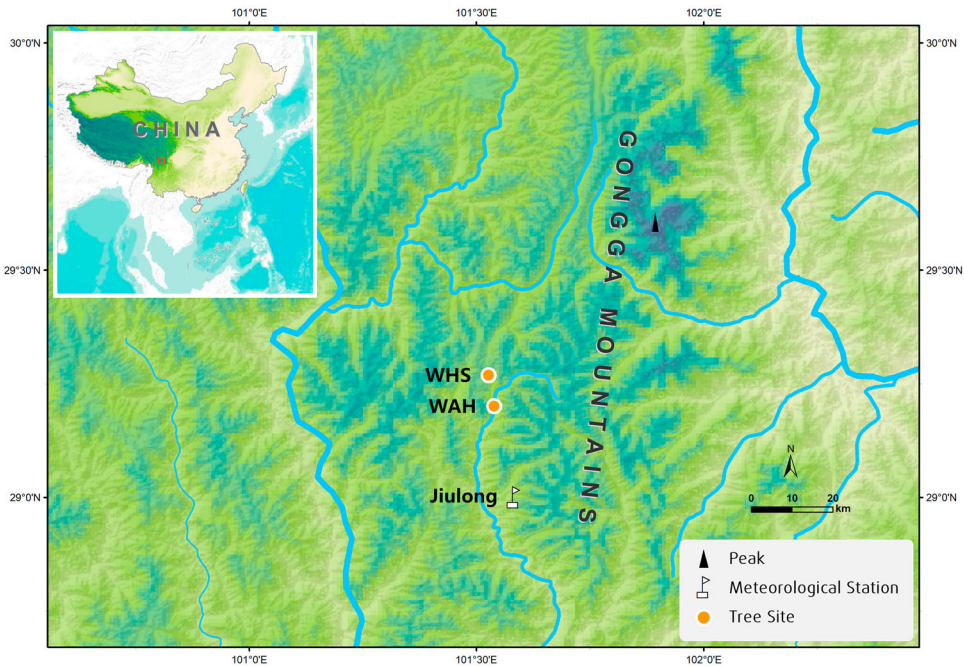 101°0'E 101°30'E 102°0'E
30°0'N 30°0'N
CHINA
GONGGA MOUNTAINS
29°30'N 29°30'N
WHS
WAH
Jiulong
29°0'N 29°0'N
N
0 10 20
km
Peak
Meteorological Station
Tree Site
101°0'E 101°30'E 102°0'E